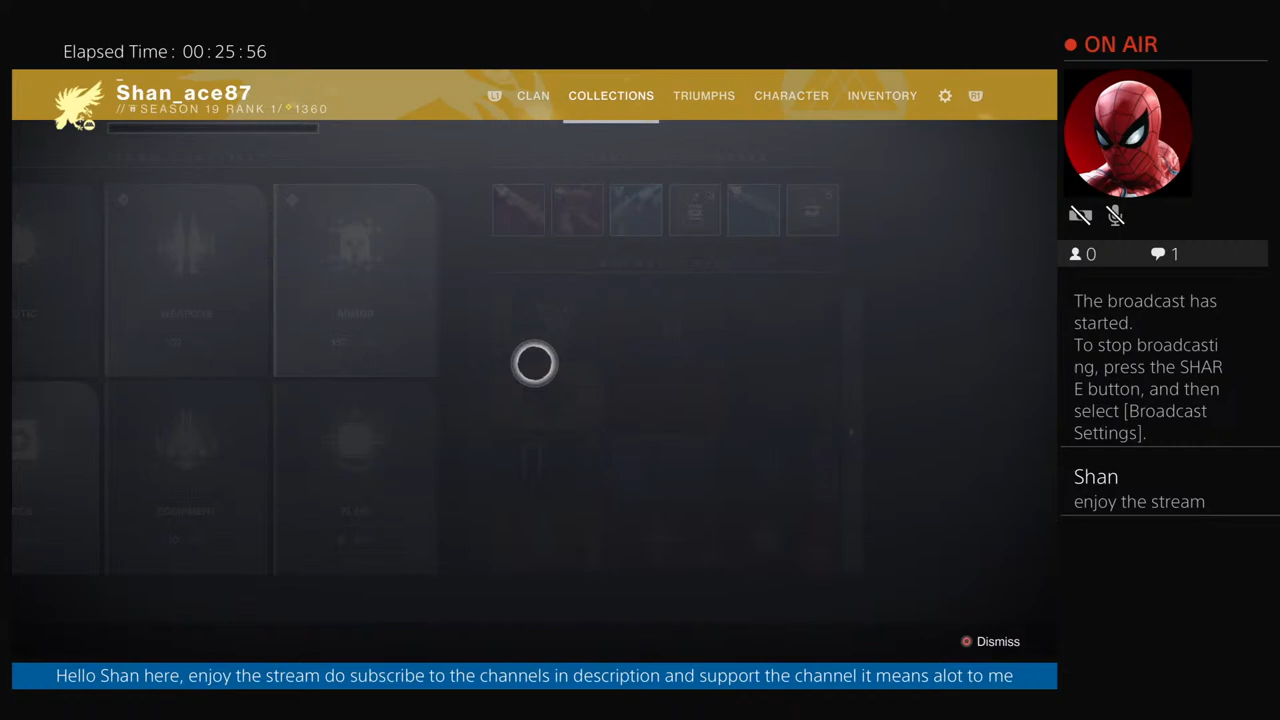 Elapsed Time : 00:25:56
ON AIR
Shan_ace87
// SEASON 19 RANK 1/ 1360
L1 CLAN COLLECTIONS TRIUMPHS CHARACTER INVENTORY R1
0 1
The broadcast has
started.
To stop broadcasti
ng, press the SHAR
E button, and then
select [Broadcast
Settings].
Shan
enjoy the stream
ARMOR
Dismiss
Hello Shan here, enjoy the stream do subscribe to the channels in description and support the channel it means alot to me